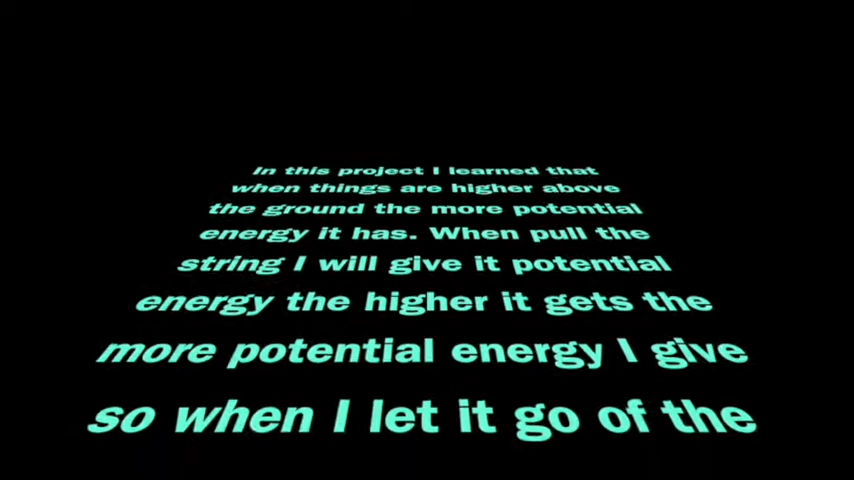 In this project I learned that
when things are higher above
the ground the more potential
energy it has. When pull the
string I will give it potential
energy the higher it gets the
more potential energy I give
so when I let it go of the